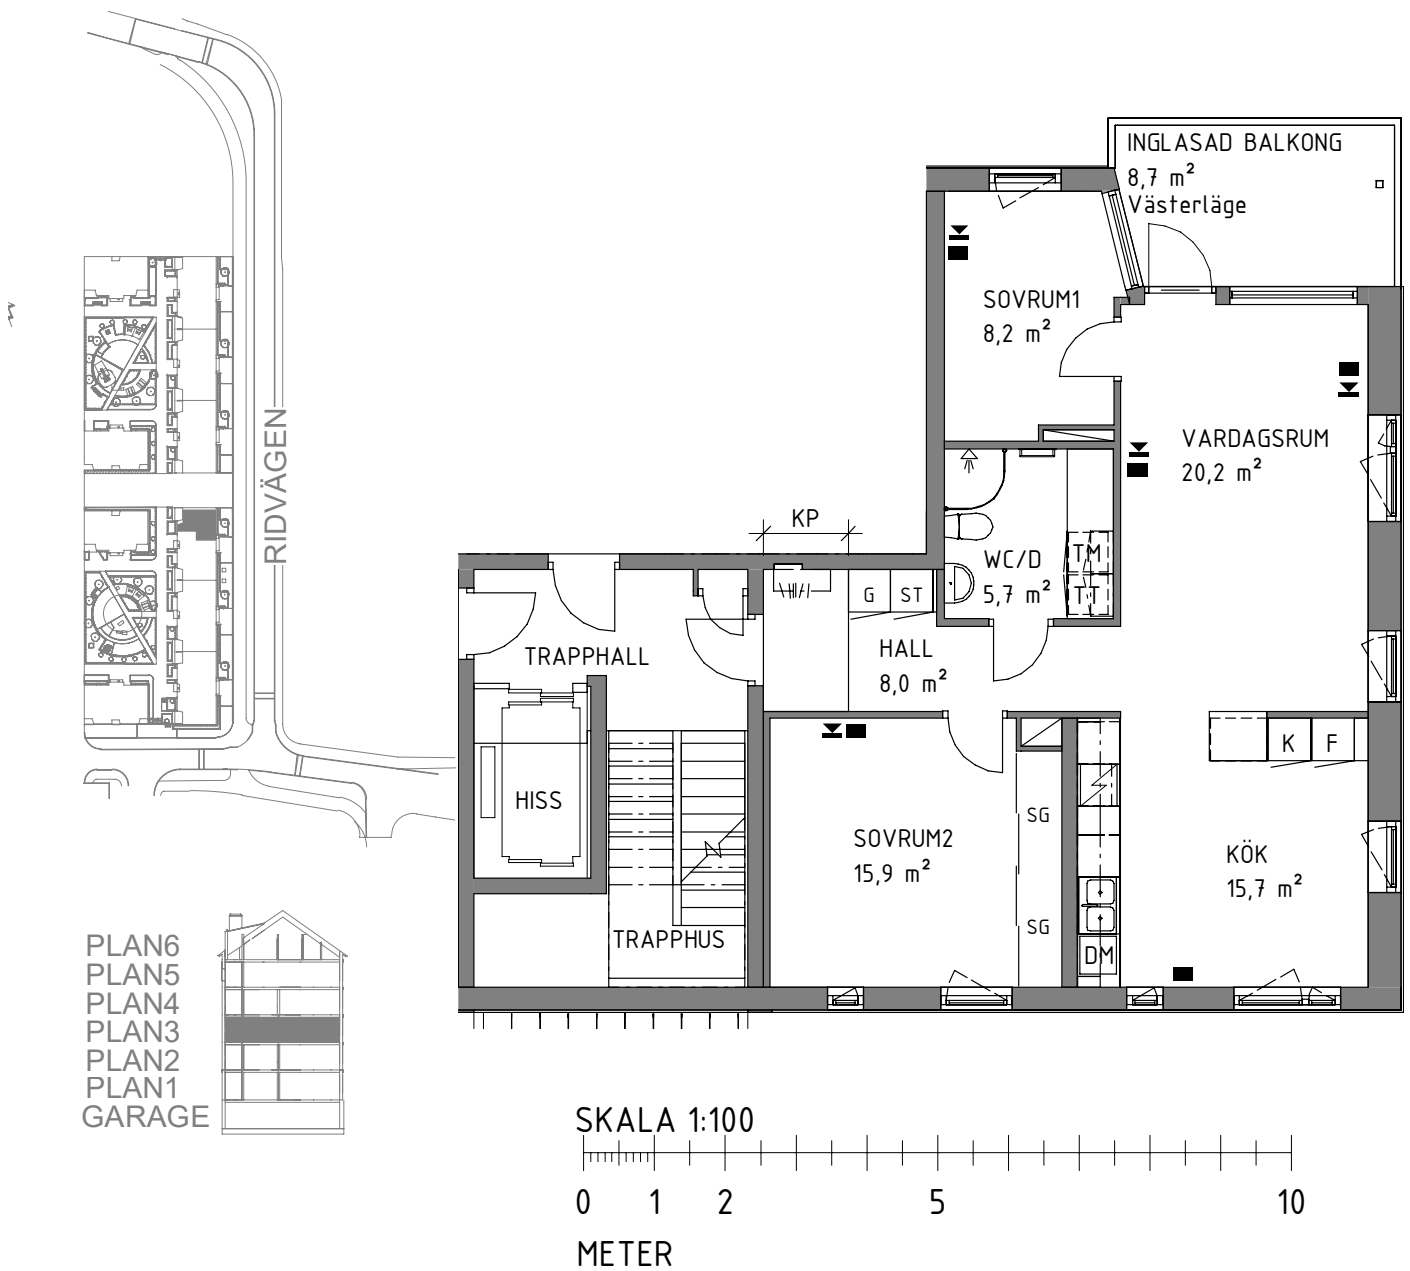 INGLASAD BALKONG
8,7 m²
Västerläge
SOVRUM1
8,2 m²
VARDAGSRUM
20,2 m²
RIDVÄGEN
KP
WC/D
5,7 m²
TM
TT
G
ST
HALL
8,0 m²
TRAPPHALL
K
F
HISS
SOVRUM2
15,9 m²
SG
SG
KÖK
15,7 m²
TRAPPHUS
DM
PLAN6
PLAN5
PLAN4
PLAN3
PLAN2
PLAN1
GARAGE
SKALA 1:100
0 1 2 5 10
METER